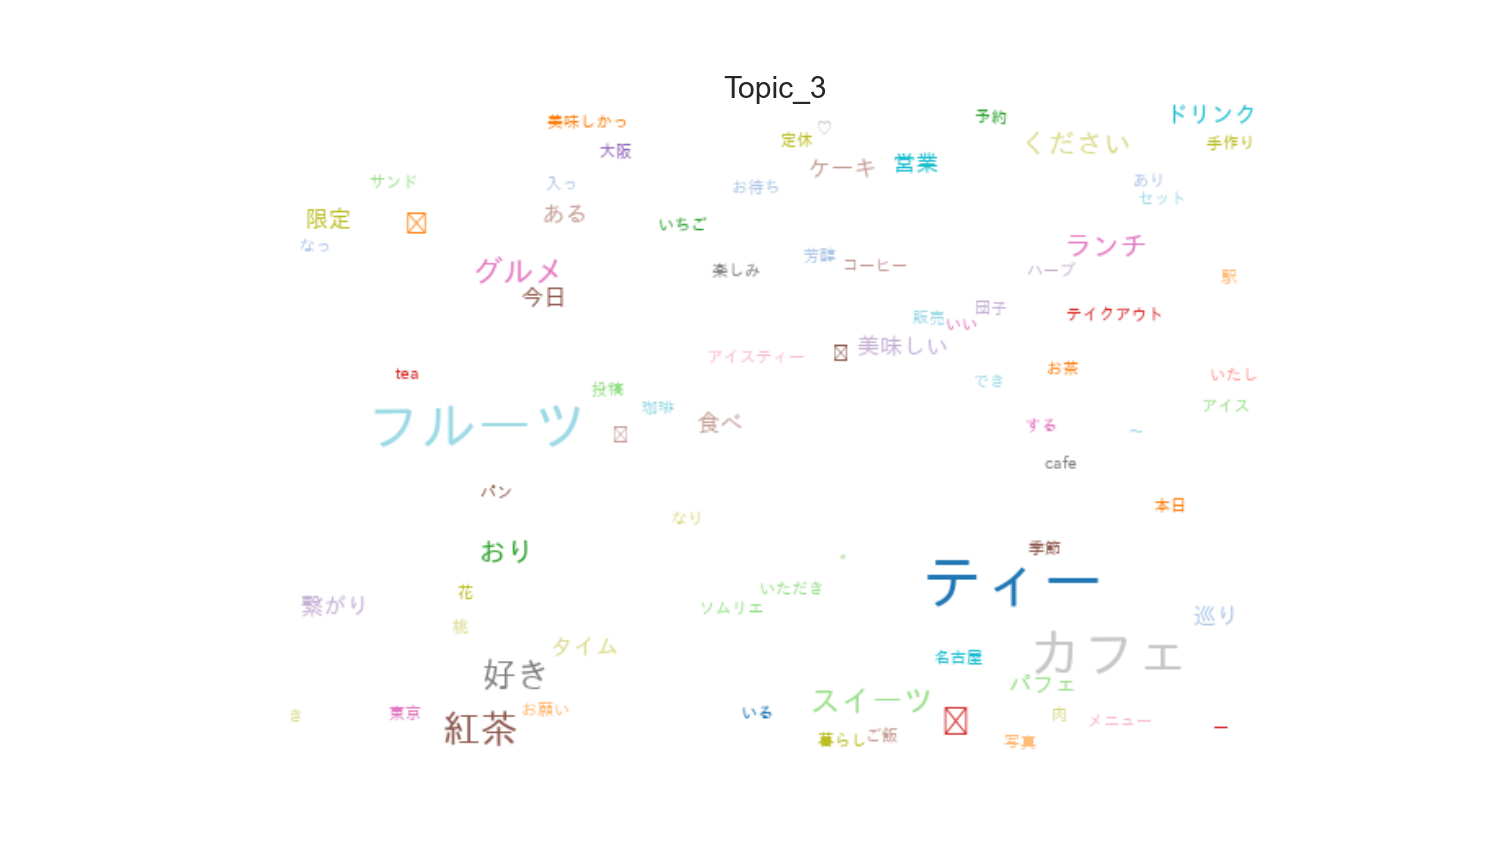 Topic_3
ドリンク
予約
美味しかっ
♡
定休
ください
手作り
大阪
営業
ケーキ
サンド
入っ
お待ち
あり
セット
限定
ある
いちご
なっ
ランチ
グルメ
楽しみ
芳醇
コーヒー
ハーブ
駅
今日
団子
販売
いい
テイクアウト
美味しい
アイスティー
tea
お茶
いたし
でき
投稿
珈琲
アイス
フルーツ
食べ
する
～
cafe
パン
本日
なり
おり
季節
。
ティー
花
いただき
繋がり
ソムリエ
巡り
桃
タイム
カフェ
名古屋
好き
パフェ
スイーツ
き
東京
お願い
いる
肉
メニュー
紅茶
ー
暮らし
ご飯
写真